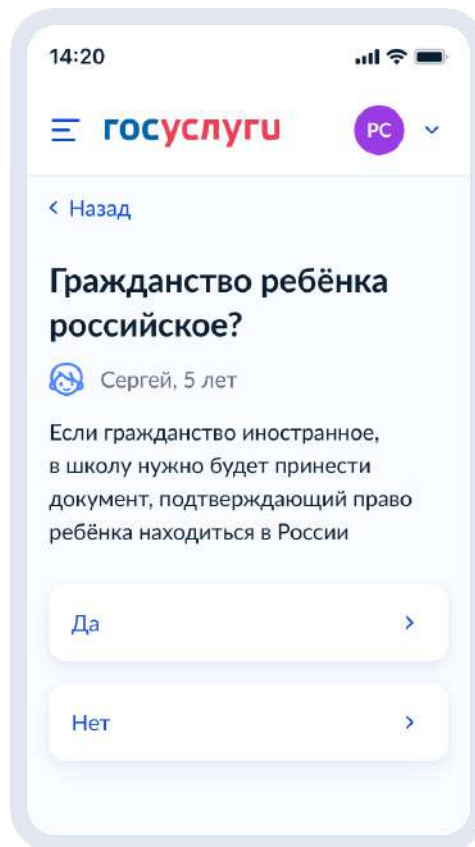 14:20
госуслуги
РС
Назад
Гражданство ребёнка
российское?
Сергей, 5 лет
Если гражданство иностранное,
в школу нужно будет принести
документ, подтверждающий право
ребёнка находиться в России
Да
Нет